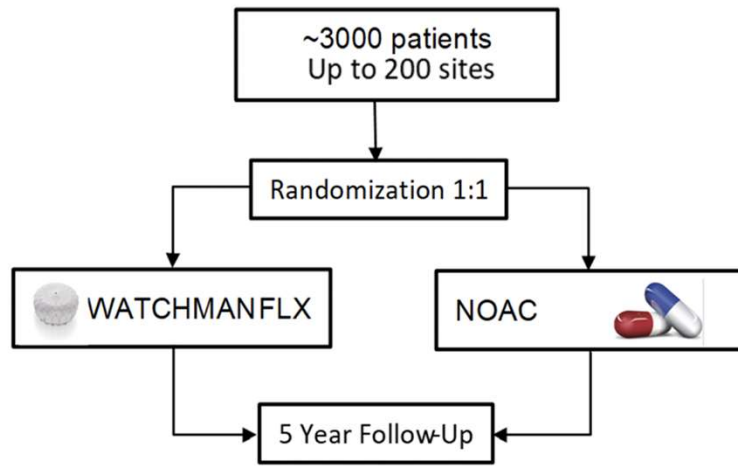 ~3000 patients
Up to 200 sites
Randomization 1:1
WATCHMANFLX
NOAC
5 Year Follow-Up